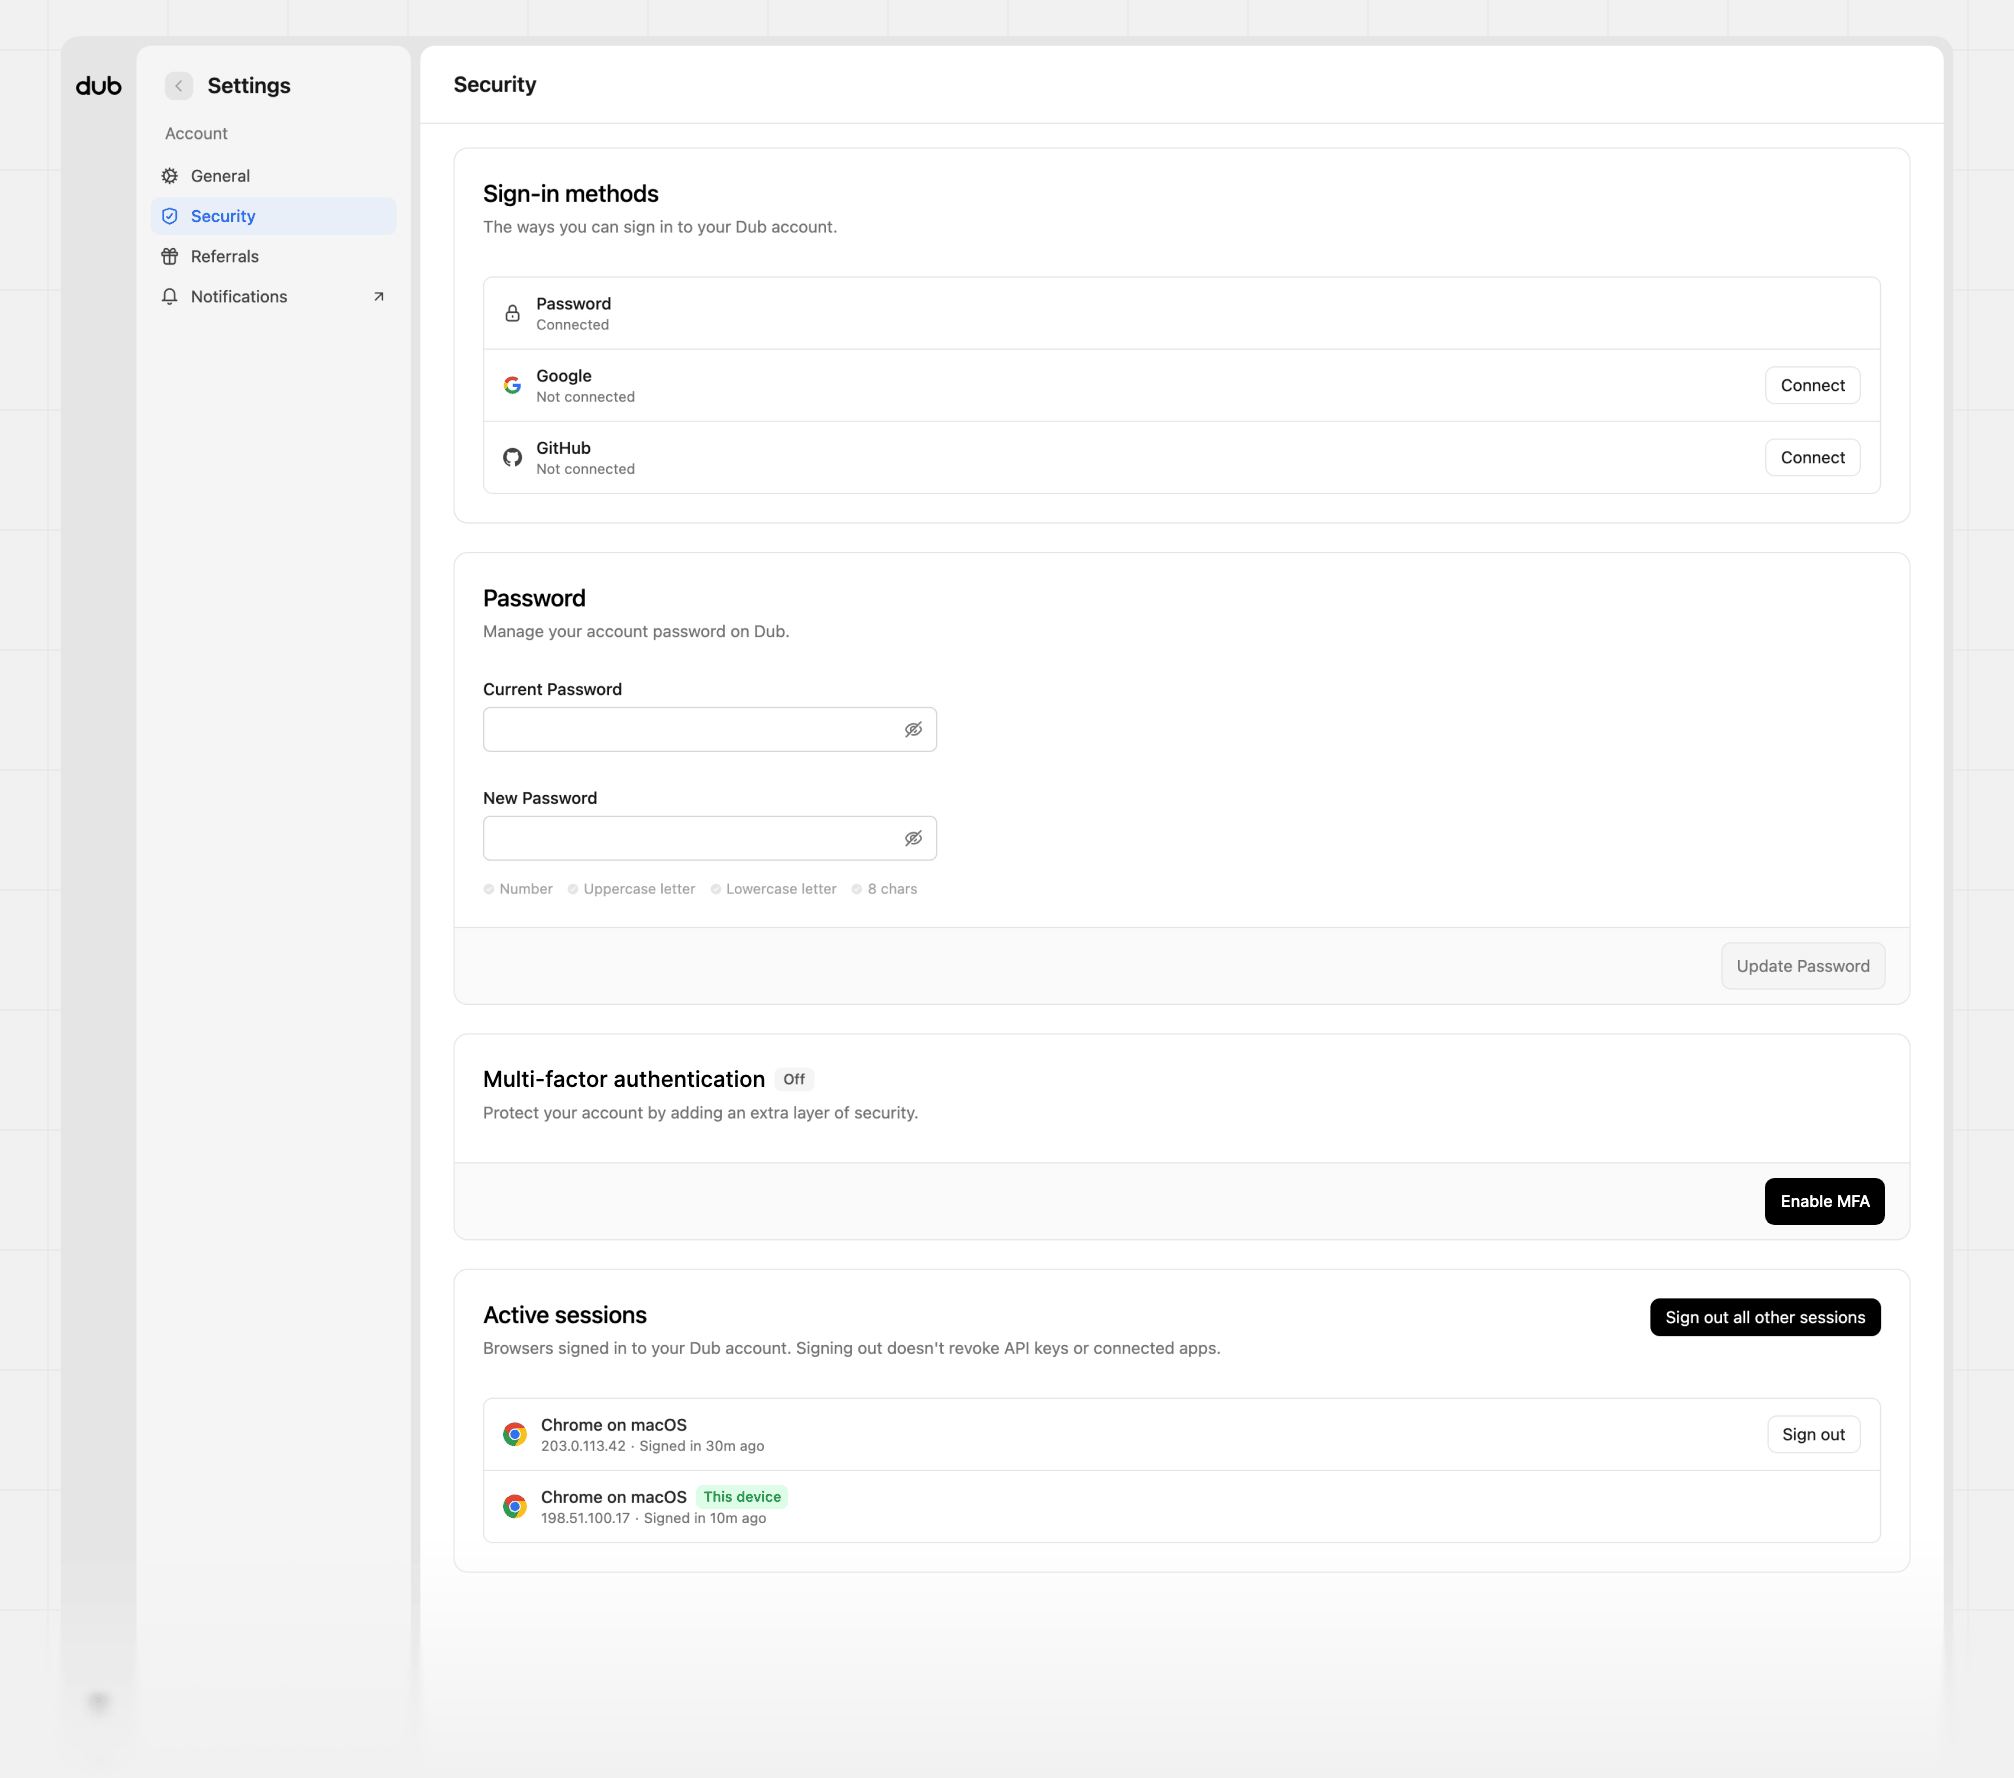 dub
Settings
Account
General
Security
Referrals
Notifications
Security
Sign-in methods
The ways you can sign in to your Dub account.
Password
Connected
Google
Not connected
Connect
GitHub
Not connected
Connect
Password
Manage your account password on Dub.
Current Password
New Password
Number Uppercase letter Lowercase letter 8 chars
Update Password
Multi-factor authentication Off
Protect your account by adding an extra layer of security.
Enable MFA
Active sessions
Sign out all other sessions
Browsers signed in to your Dub account. Signing out doesn't revoke API keys or connected apps.
Chrome on macOS
203.0.113.42 · Signed in 30m ago
Sign out
Chrome on macOS This device
198.51.100.17 · Signed in 10m ago